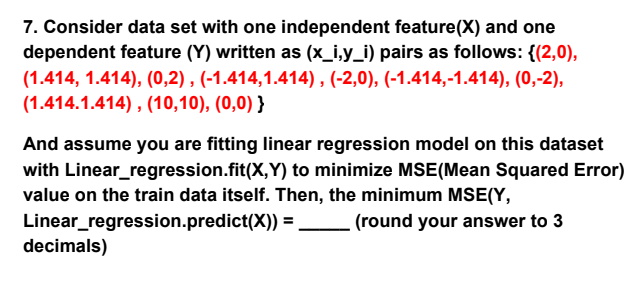 7. Consider data set with one independent feature(X) and one
dependent feature (Y) written as (x_i,y_i) pairs as follows: {(2,0),
(1.414, 1.414), (0,2) , (-1.414,1.414) , (-2,0), (-1.414,-1.414), (0,-2),
(1.414.1.414) , (10,10), (0,0) }
And assume you are fitting linear regression model on this dataset
with Linear_regression.fit(X,Y) to minimize MSE(Mean Squared Error)
value on the train data itself. Then, the minimum MSE(Y,
Linear_regression.predict(X)) = _____ (round your answer to 3
decimals)